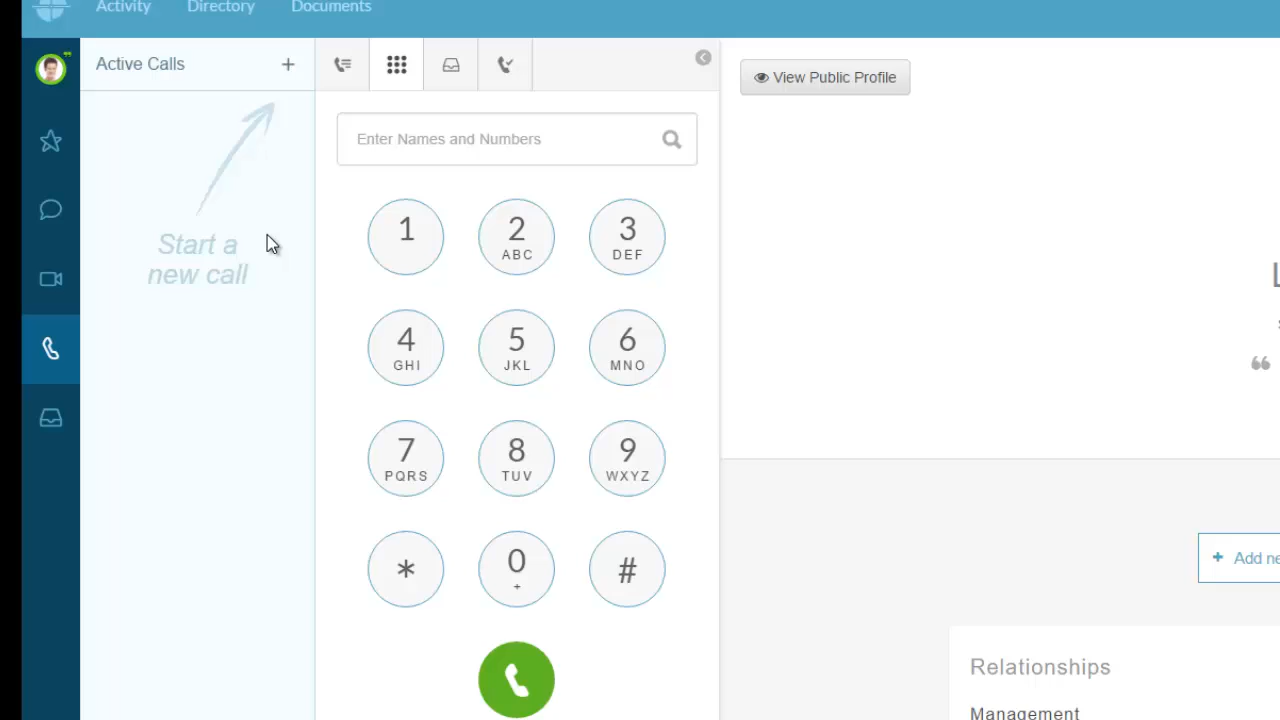 Activity Directory Documents
Active Calls +
View Public Profile
Enter Names and Numbers
Start a
new call
1 2 3
ABC DEF
4 5 6
GHI JKL MNO
7 8 9
PQRS TUV WXYZ
* 0 #
+
+ Add ne
Relationships
Management